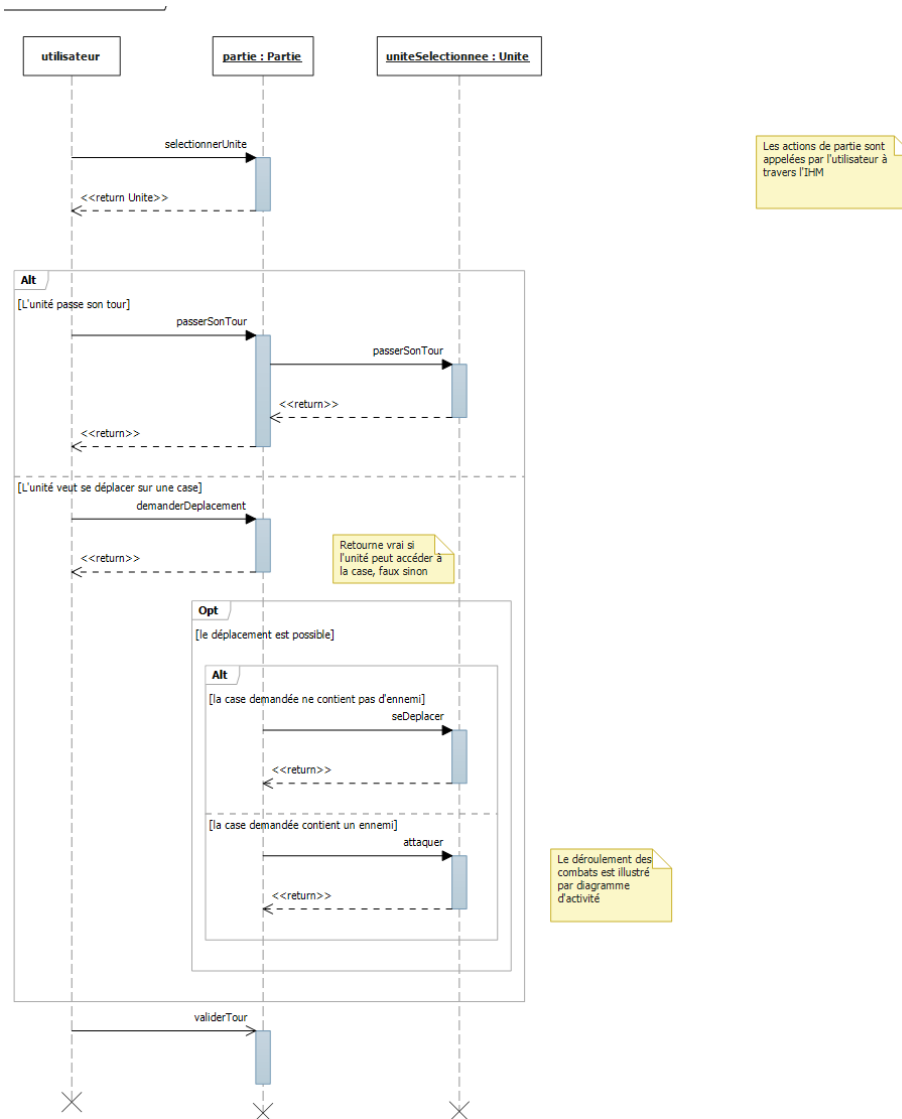 utilisateur
partie : Partie
uniteSelectionnee : Unite
selectionnerUnite
<<return Unite>>
Les actions de partie sont
appelées par l'utilisateur à
travers l'IHM
Alt
[L'unité passe son tour]
passerSonTour
passerSonTour
<<return>>
<<return>>
[L'unité veut se déplacer sur une case]
demanderDeplacement
<<return>>
Retourne vrai si
l'unité peut accéder à
la case, faux sinon
Opt
[le déplacement est possible]
Alt
[la case demandée ne contient pas d'ennemi]
seDeplacer
<<return>>
[la case demandée contient un ennemi]
attaquer
<<return>>
Le déroulement des
combats est illustré
par diagramme
d'activité
validerTour